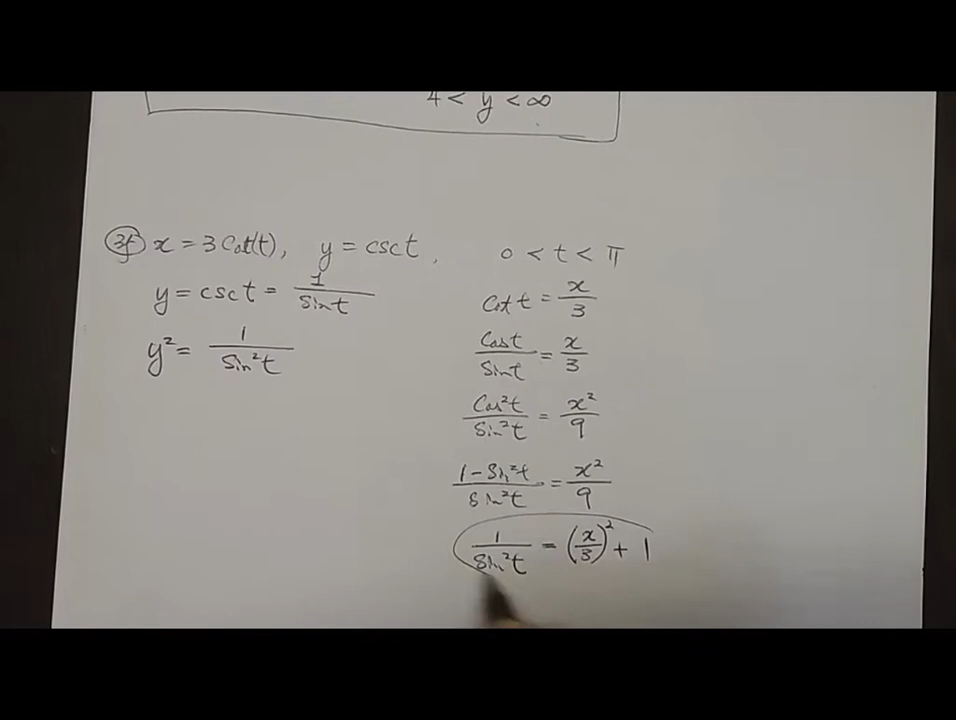 4 < y < ∞
3f x = 3 Cot(t), y = csc t, 0 < t < π
y = csc t = 1/Sin t
y² = 1/Sin²t
Cot t = x/3
Cos t/Sin t = x/3
Cos²t/Sin²t = x²/9
1 - Sin²t/Sin²t = x²/9
1/Sin²t = (x/3)² + 1